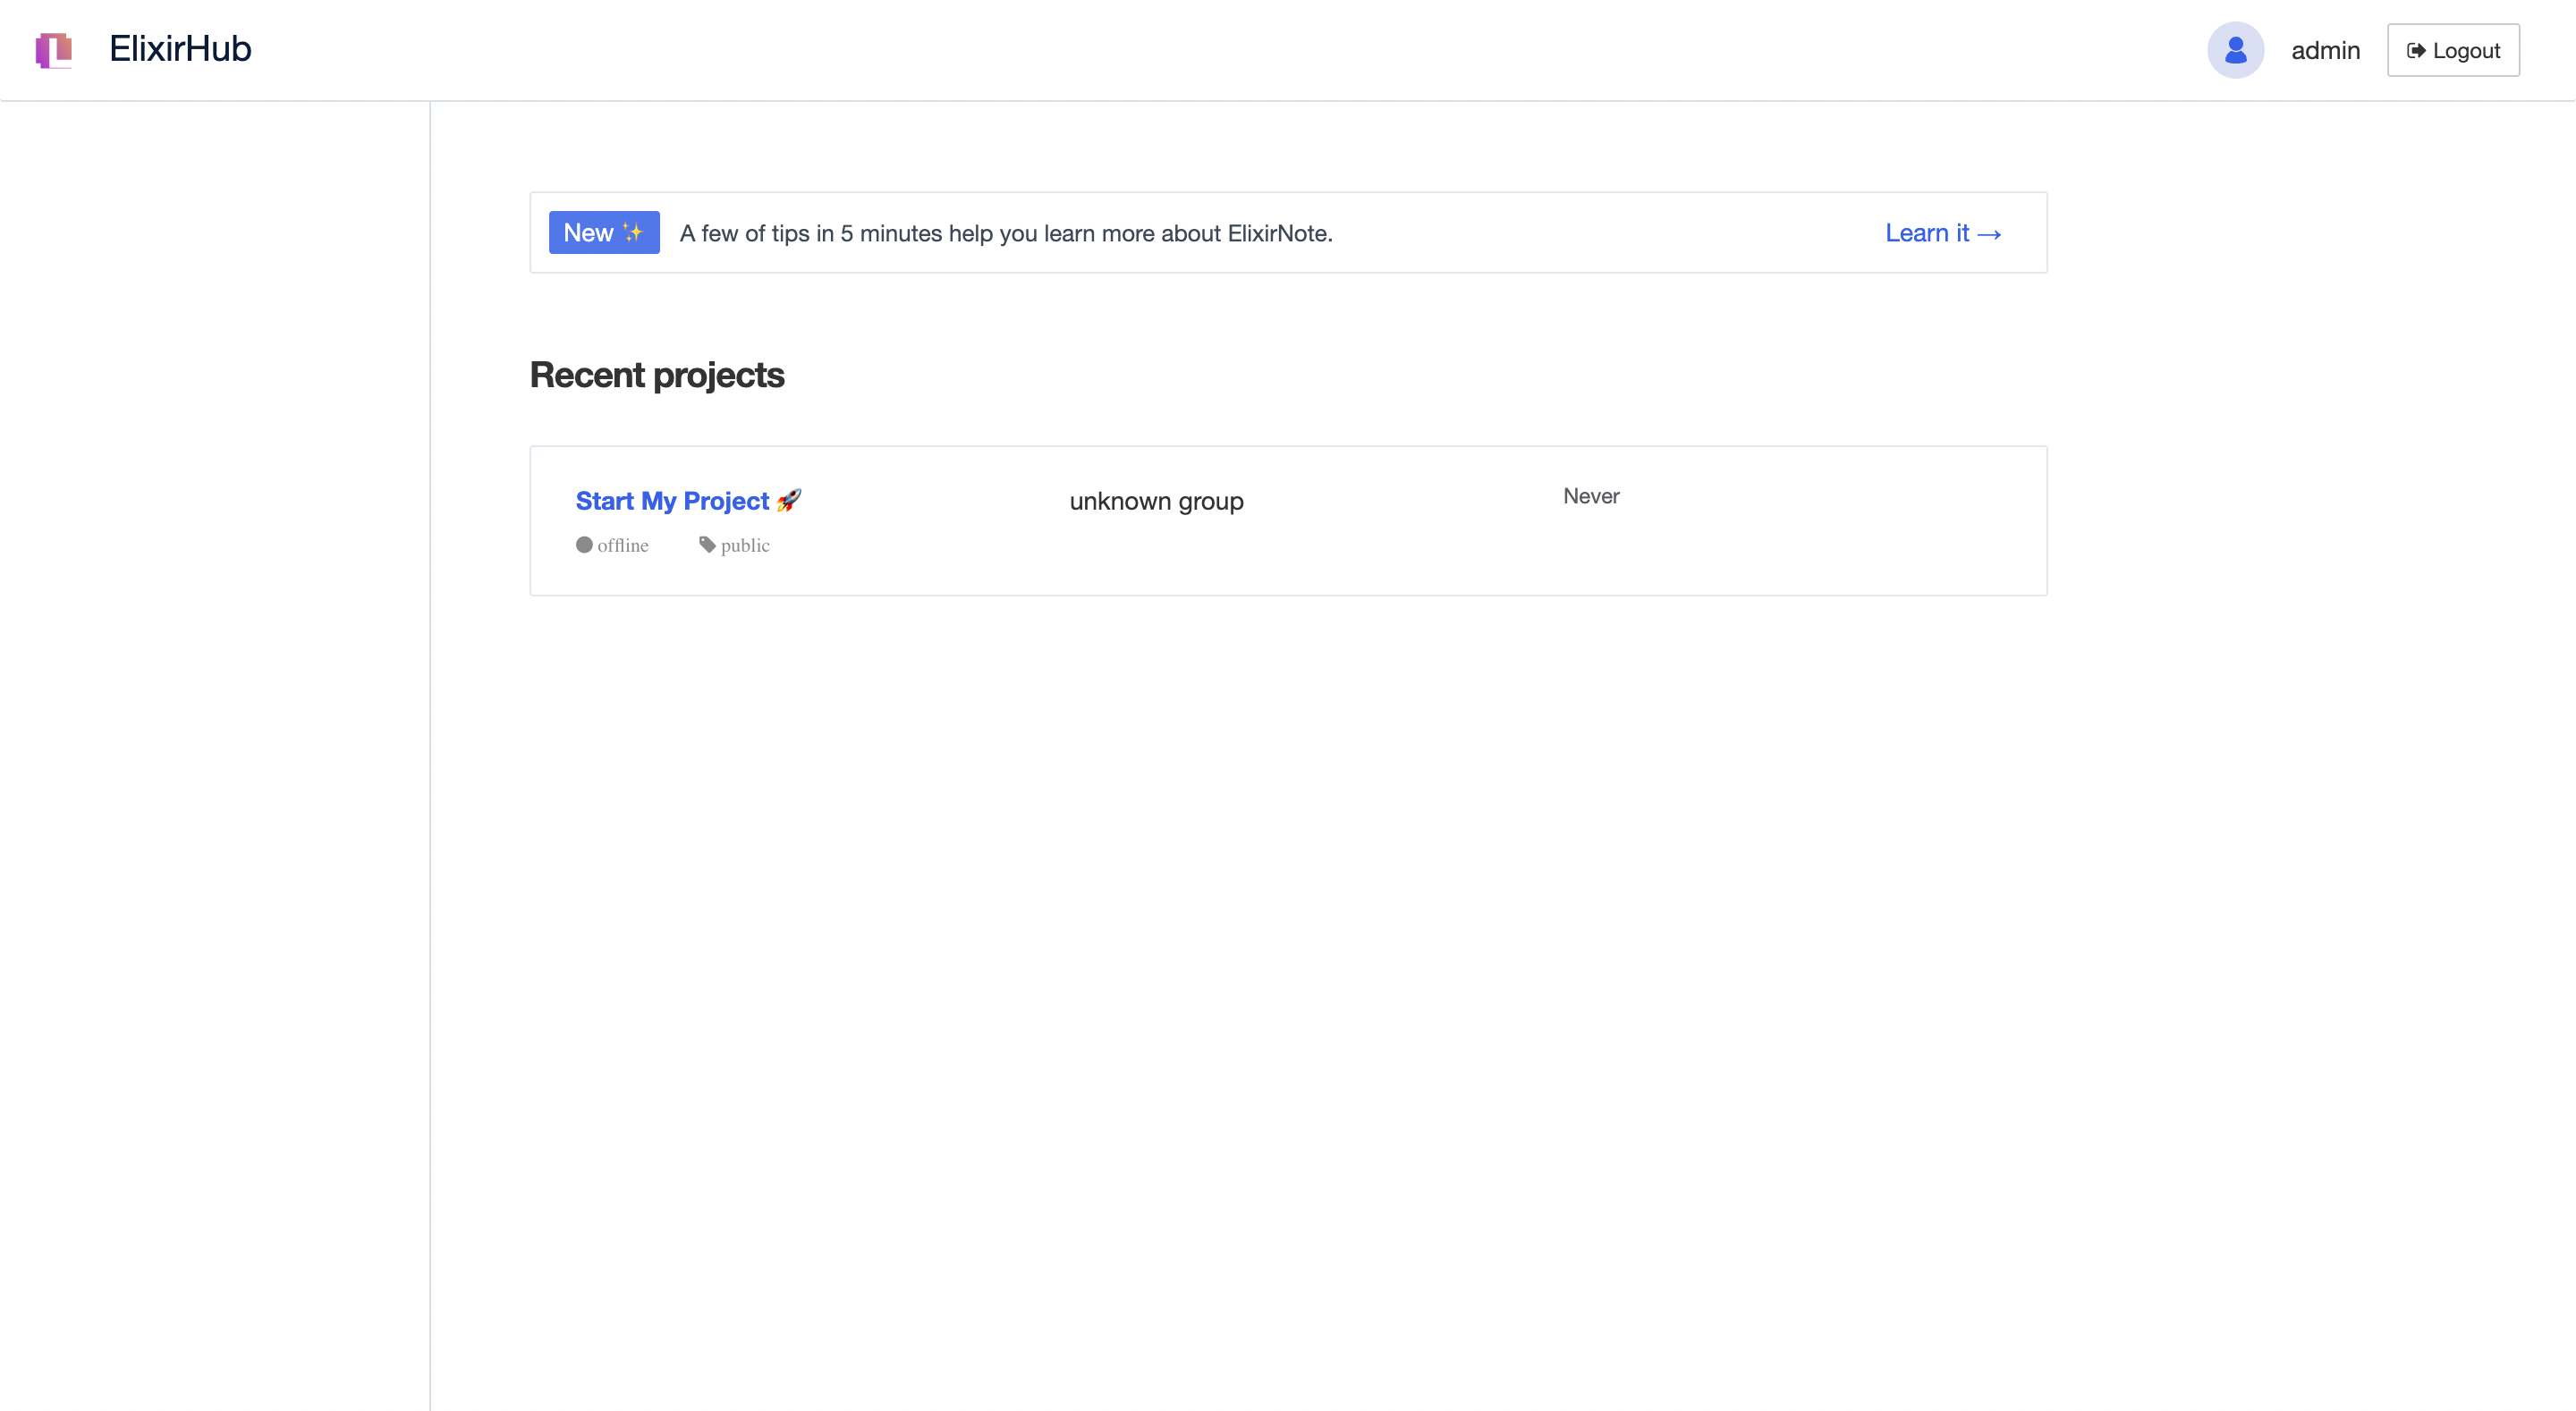 ElixirHub
admin
Logout
New ✨ A few of tips in 5 minutes help you learn more about ElixirNote. Learn it →
Recent projects
Start My Project 🚀 unknown group Never
offline public